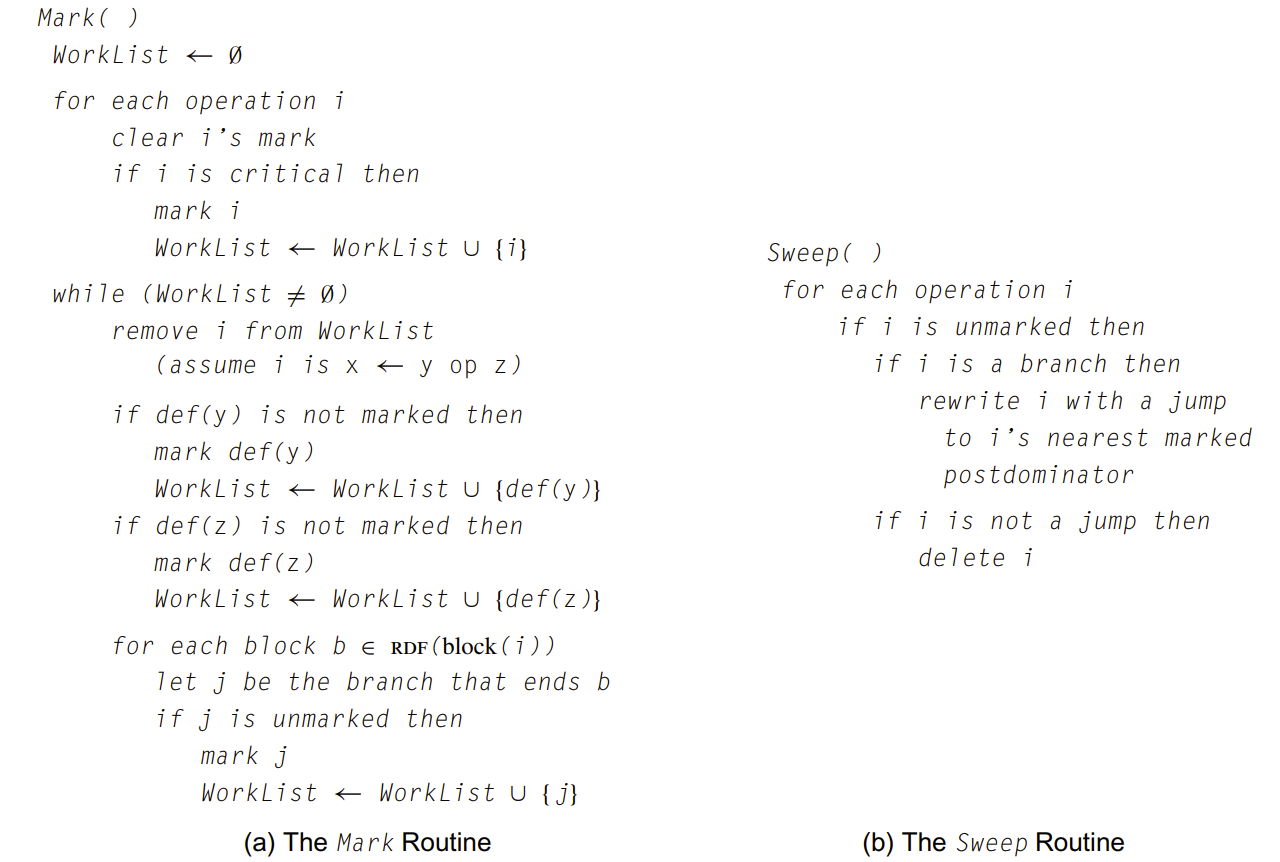 Mark( )
WorkList ← Ø
for each operation i
clear i’s mark
if i is critical then
mark i
WorkList ← WorkList ∪ {i}
while (WorkList ≠ Ø)
remove i from WorkList
(assume i is x ← y op z)
if def(y) is not marked then
mark def(y)
WorkList ← WorkList ∪ {def(y)}
if def(z) is not marked then
mark def(z)
WorkList ← WorkList ∪ {def(z)}
for each block b ∈ RDF(block(i))
let j be the branch that ends b
if j is unmarked then
mark j
WorkList ← WorkList ∪ {j}
(a) The Mark Routine
Sweep( )
for each operation i
if i is unmarked then
if i is a branch then
rewrite i with a jump
to i’s nearest marked
postdominator
if i is not a jump then
delete i
(b) The Sweep Routine